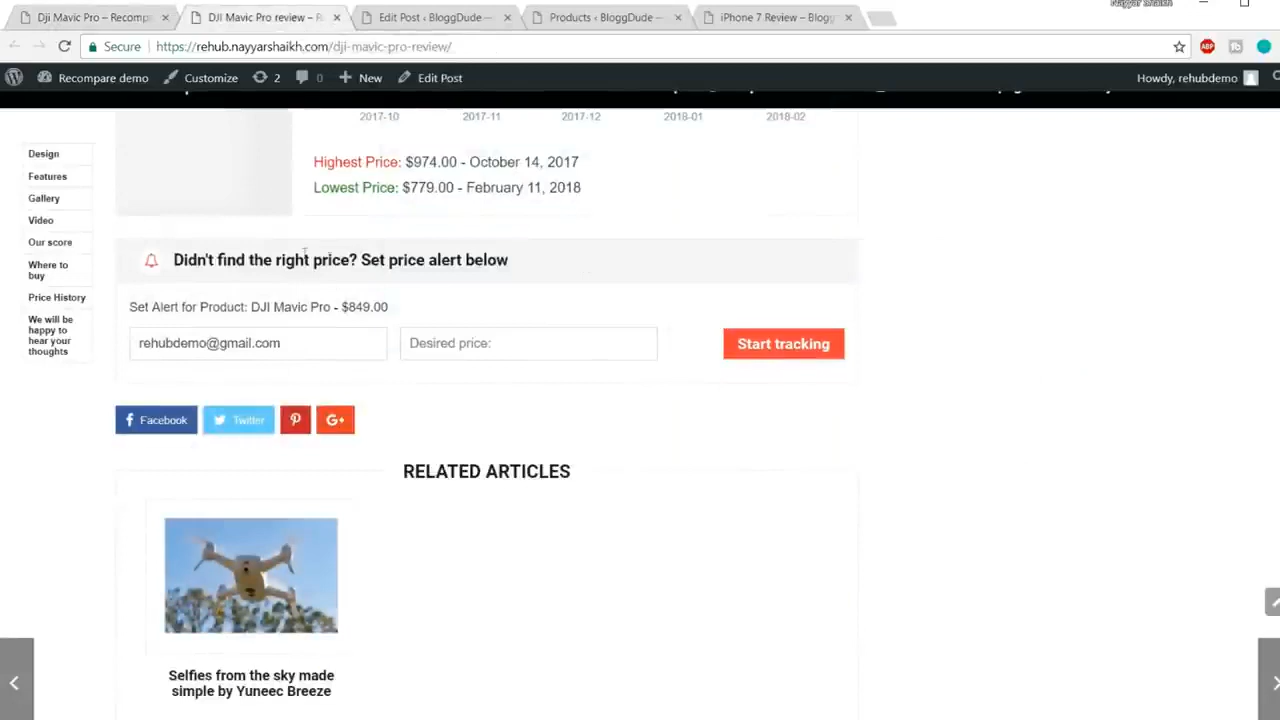 Nayyar Shaikh
Dji Mavic Pro – Recomp
DJI Mavic Pro review – R
Edit Post ‹ BloggDude —
Products ‹ BloggDude —
iPhone 7 Review – Blogg
Secure
https://rehub.nayyarshaikh.com/dji-mavic-pro-review/
ABP
Recompare demo
Customize
2
0
New
Edit Post
Howdy, rehubdemo
2017-10
2017-11
2017-12
2018-01
2018-02
Design
Features
Gallery
Video
Our score
Where to
buy
Price History
We will be
happy to
hear your
thoughts
Highest Price: $974.00 - October 14, 2017
Lowest Price: $779.00 - February 11, 2018
Didn't find the right price? Set price alert below
Set Alert for Product: DJI Mavic Pro - $849.00
rehubdemo@gmail.com
Desired price:
Start tracking
Facebook
Twitter
G+
RELATED ARTICLES
Selfies from the sky made
simple by Yuneec Breeze